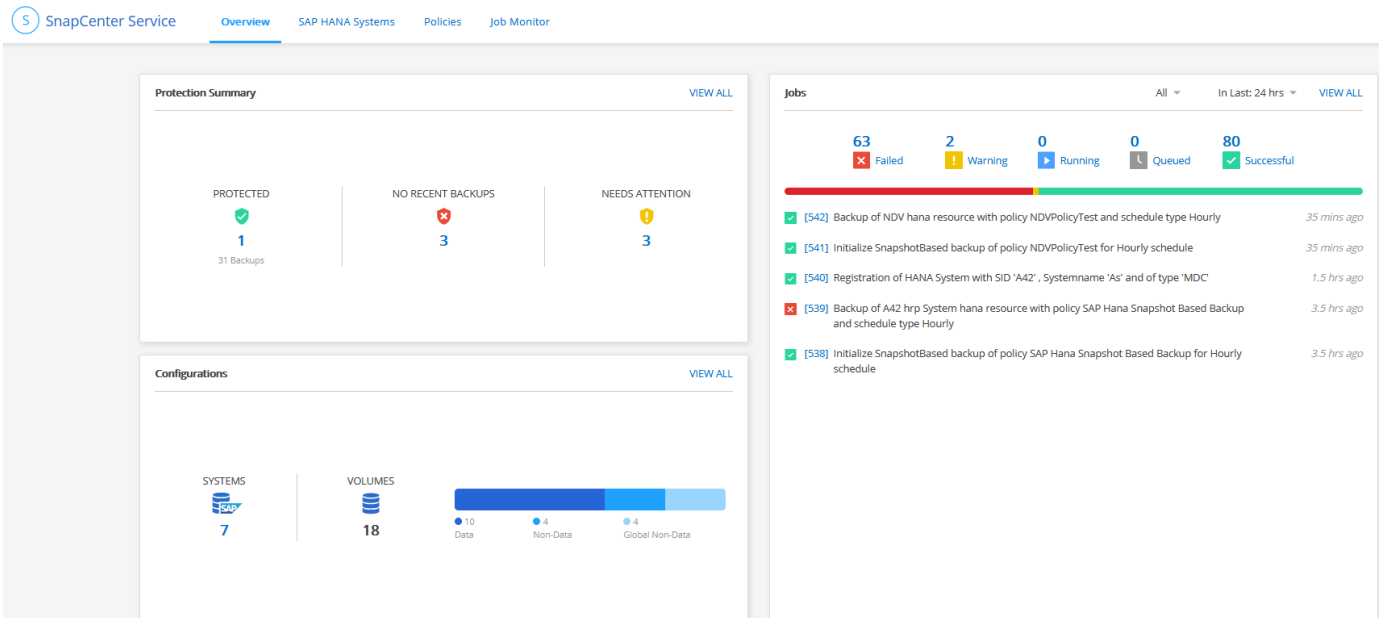 S SnapCenter Service Overview SAP HANA Systems Policies Job Monitor
Protection Summary VIEW ALL
PROTECTED NO RECENT BACKUPS NEEDS ATTENTION
1 3 3
31 Backups
Configurations VIEW ALL
SYSTEMS VOLUMES
SAP
7 18
10 4 4
Data Non-Data Global Non-Data
Jobs All In Last: 24 hrs VIEW ALL
63 2 0 0 80
Failed Warning Running Queued Successful
[542] Backup of NDV hana resource with policy NDVPolicyTest and schedule type Hourly 35 mins ago
[541] Initialize SnapshotBased backup of policy NDVPolicyTest for Hourly schedule 35 mins ago
[540] Registration of HANA System with SID 'A42' , Systemname 'As' and of type 'MDC' 1.5 hrs ago
[539] Backup of A42 hrp System hana resource with policy SAP Hana Snapshot Based Backup 3.5 hrs ago
and schedule type Hourly
[538] Initialize SnapshotBased backup of policy SAP Hana Snapshot Based Backup for Hourly 3.5 hrs ago
schedule